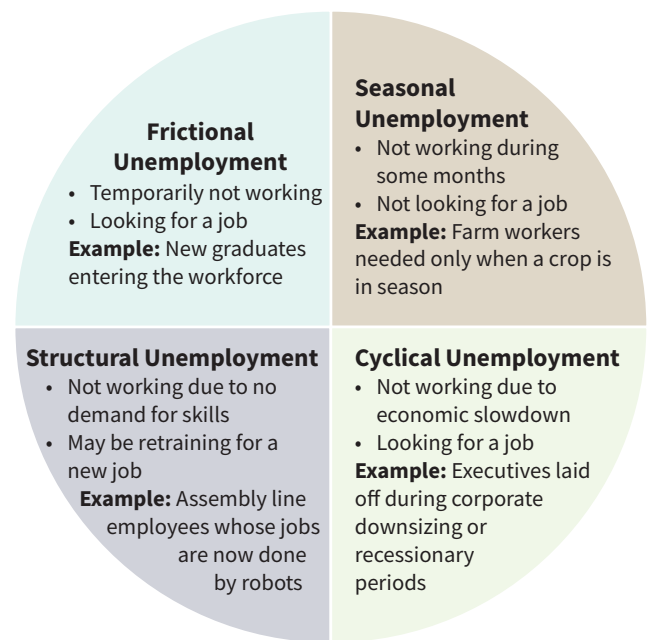 Frictional
Unemployment
• Temporarily not working
• Looking for a job
Example: New graduates
entering the workforce
Seasonal
Unemployment
• Not working during
some months
• Not looking for a job
Example: Farm workers
needed only when a crop is
in season
Structural Unemployment
• Not working due to no
demand for skills
• May be retraining for a
new job
Example: Assembly line
employees whose jobs
are now done
by robots
Cyclical Unemployment
• Not working due to
economic slowdown
• Looking for a job
Example: Executives laid
off during corporate
downsizing or
recessionary
periods